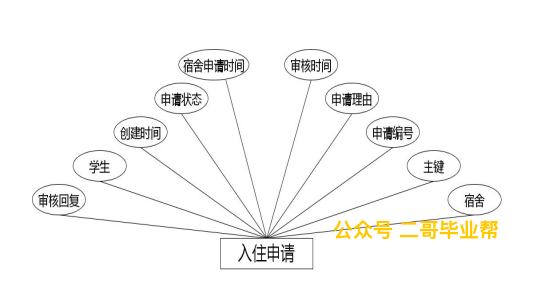 宿舍申请时间
审核时间
申请状态
申请理由
创建时间
申请编号
学生
主键
审核回复
宿舍
公众号 二哥毕业帮
入住申请